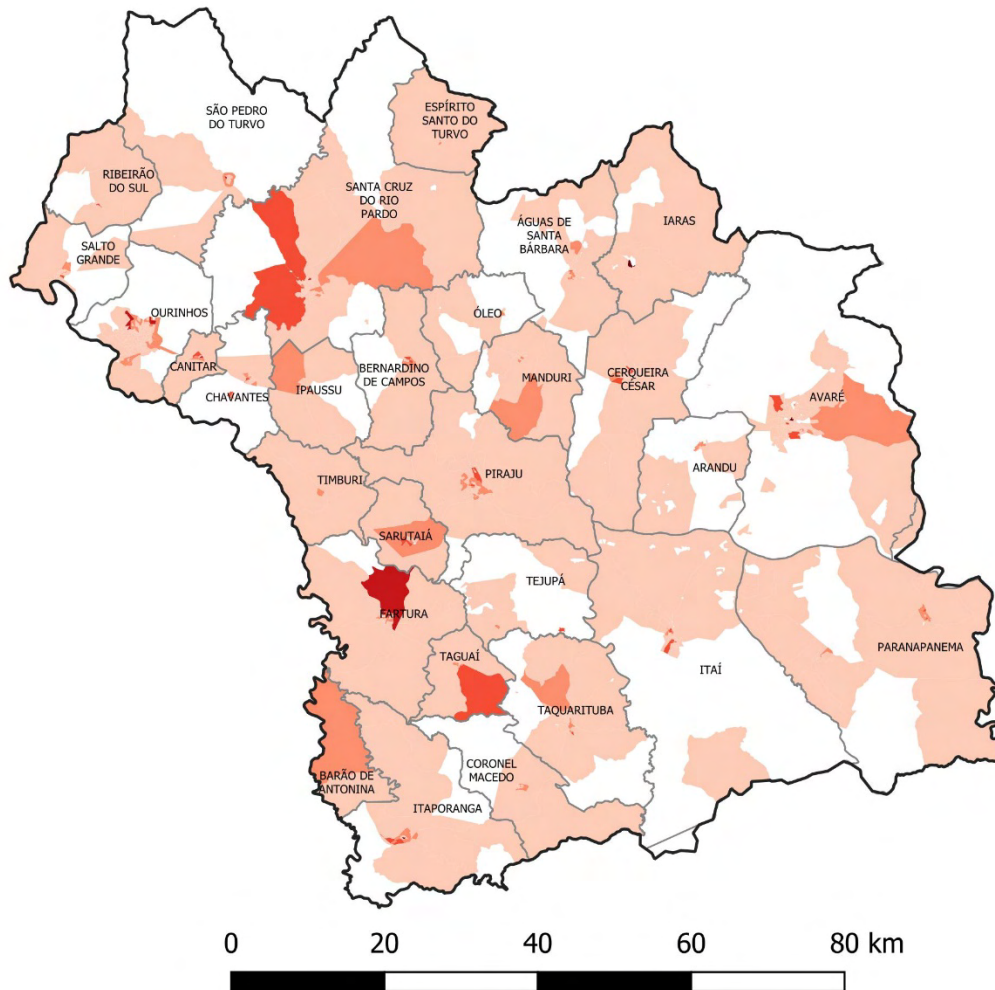 SÃO PEDRO
DO TURVO
ESPÍRITO
SANTO DO
TURVO
RIBEIRÃO
DO SUL
SANTA CRUZ
DO RIO
PARDO
ÁGUAS DE
SANTA
BÁRBARA
IARAS
SALTO
GRANDE
OURINHOS
ÓLEO
CANITAR
CHAVANTES
IPAUSSU
BERNARDINO
DE CAMPOS
MANDURI
CERQUEIRA
CÉSAR
AVARÉ
ARANDU
TIMBURI
PIRAJU
SARUTAIÁ
TEJUPÁ
FARTURA
TAGUAÍ
ITAÍ
PARANAPANEMA
TAQUARITUBA
CORONEL
MACEDO
BARÃO DE
ANTONINA
ITAPORANGA
0 20 40 60 80 km